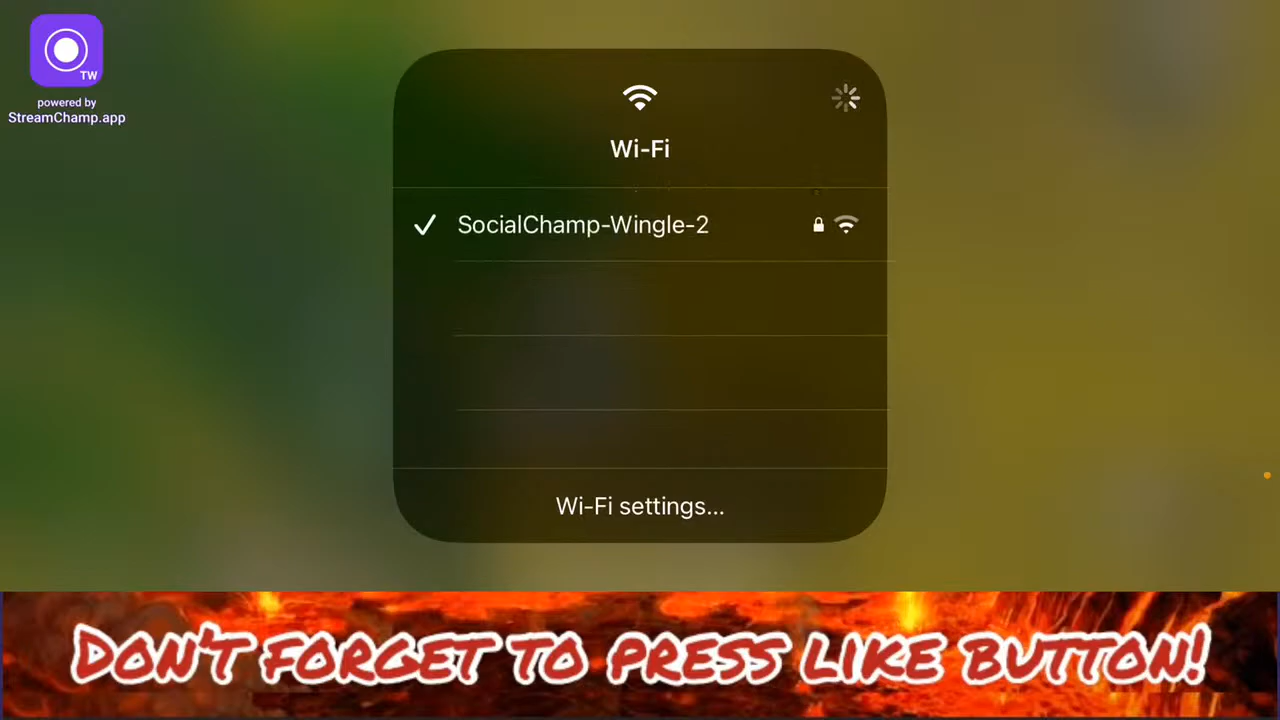 TW
powered by
StreamChamp.app
Wi-Fi
SocialChamp-Wingle-2
Wi-Fi settings...
DON'T FORGET TO PRESS LIKE BUTTON!